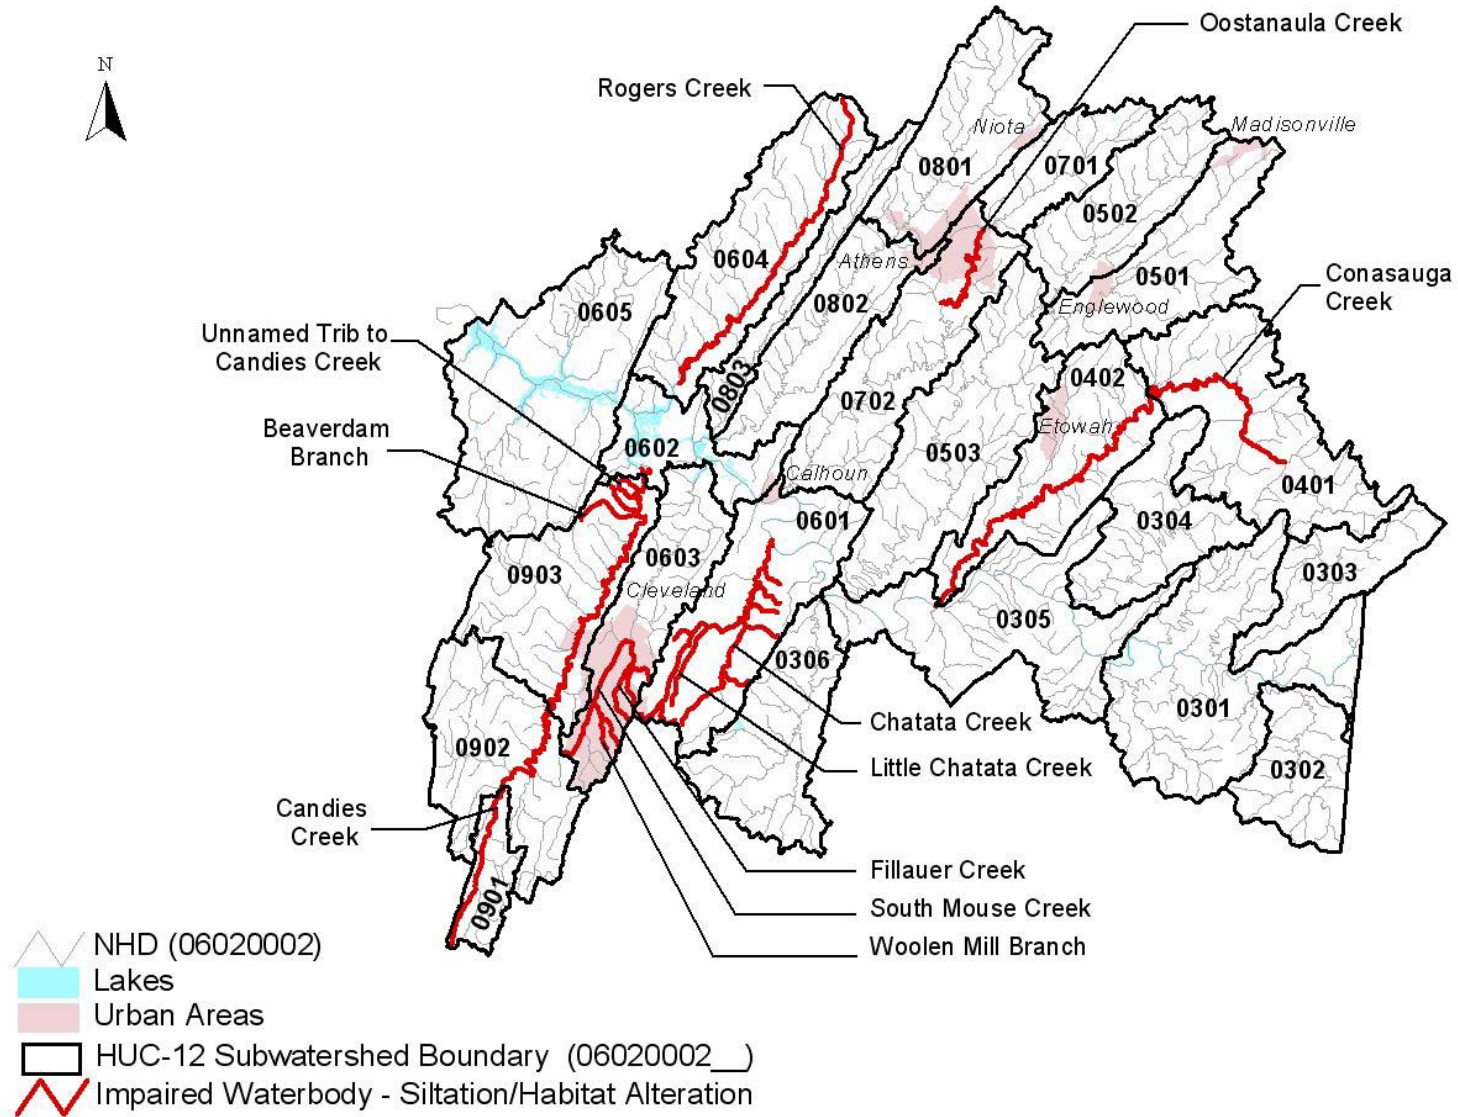 Oostanaula Creek
N
Rogers Creek
Niota
Madisonville
0801
0701
0502
0604
Athens
0501
Conasauga
Creek
0605
0802
Englewood
Unnamed Trib to
Candies Creek
0402
0803
0702
Etowah
Beaverdam
Branch
0602
0503
Calhoun
0401
0601
0304
0603
0903
0303
Cleveland
0305
0306
0301
Chatata Creek
0902
Little Chatata Creek
0302
Candies
Creek
Fillauer Creek
0901
South Mouse Creek
Woolen Mill Branch
NHD (06020002)
Lakes
Urban Areas
HUC-12 Subwatershed Boundary (06020002__)
Impaired Waterbody - Siltation/Habitat Alteration